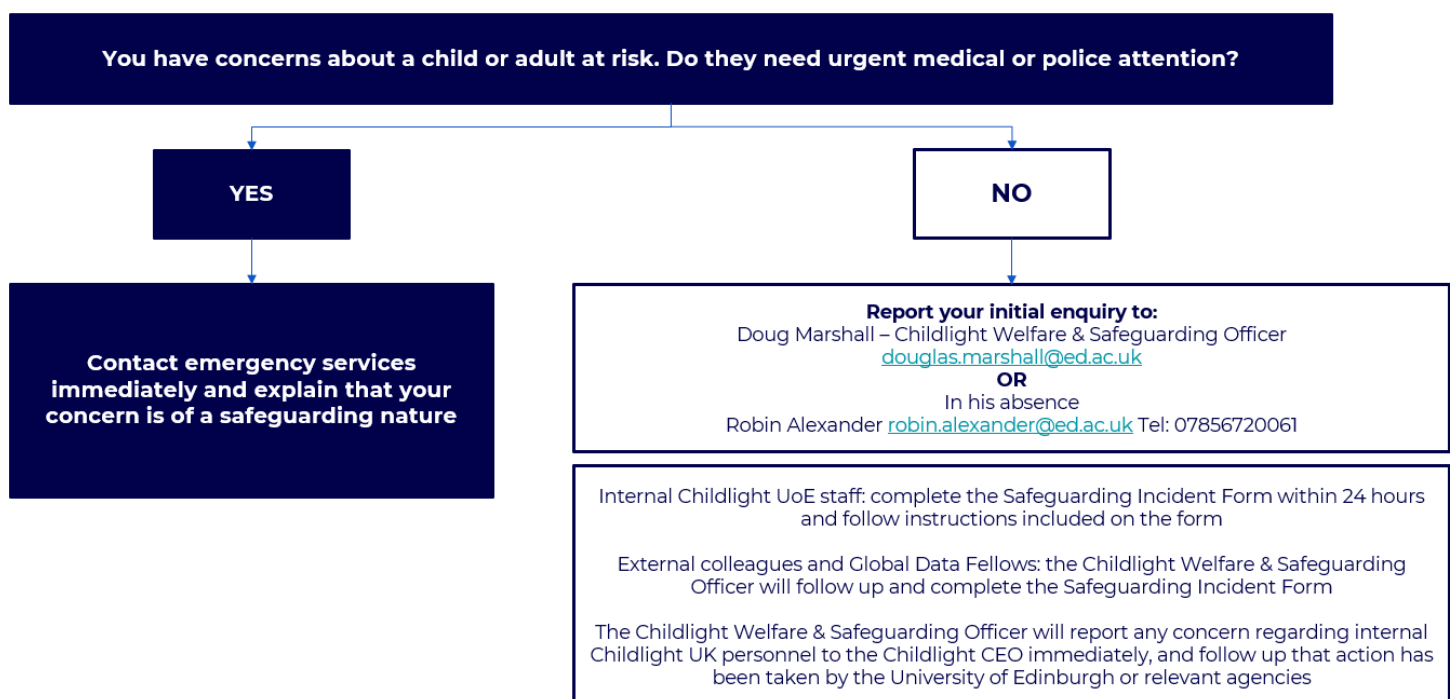 You have concerns about a child or adult at risk. Do they need urgent medical or police attention?
YES
NO
Contact emergency services
immediately and explain that your
concern is of a safeguarding nature
Report your initial enquiry to:
Doug Marshall – Childlight Welfare & Safeguarding Officer
douglas.marshall@ed.ac.uk
OR
In his absence
Robin Alexander robin.alexander@ed.ac.uk Tel: 07856720061
Internal Childlight UoE staff: complete the Safeguarding Incident Form within 24 hours
and follow instructions included on the form
External colleagues and Global Data Fellows: the Childlight Welfare & Safeguarding
Officer will follow up and complete the Safeguarding Incident Form
The Childlight Welfare & Safeguarding Officer will report any concern regarding internal
Childlight UK personnel to the Childlight CEO immediately, and follow up that action has
been taken by the University of Edinburgh or relevant agencies